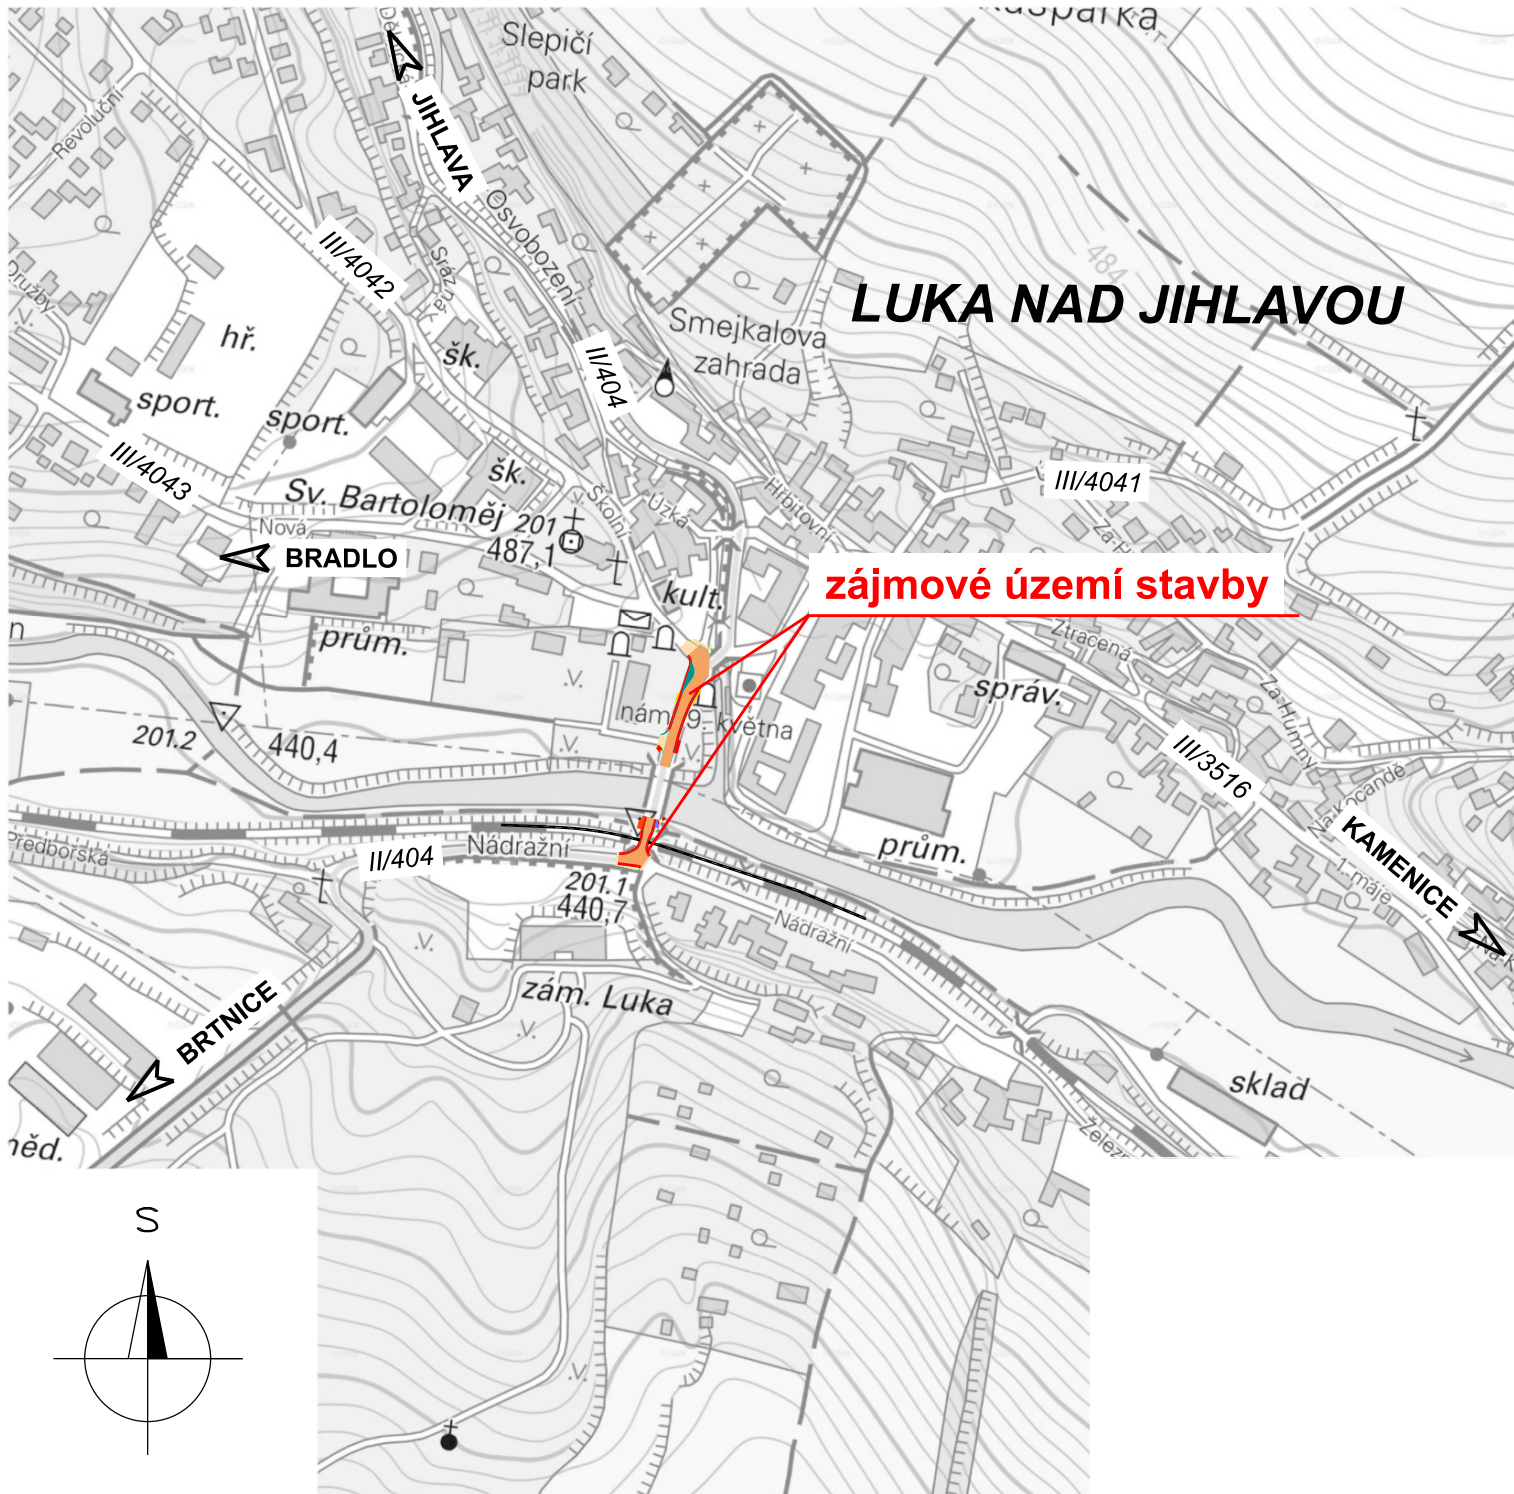 Slepičí
park
JIHLAVA
Revoluční
Osvobození
III/4042
484
LUKA NAD JIHLAVOU
Družby
hř.
šk.
II/404
Smejkalova
zahrada
sport.
sport.
III/4043
šk.
III/4041
Sv. Bartoloměj
201
487,1
Školní
Úzká
Hřbitovní
Nová
BRADLO
kult.
zájmové území stavby
Ztracená
prům.
správ.
Za Humny
nám. 9. května
201.2
440,4
III/3516
Na Kocandě
KAMENICE
1. máje
Předborská
II/404
Nádražní
prům.
201.1
440,7
Nádražní
zám. Luka
BRTNICE
sklad
S